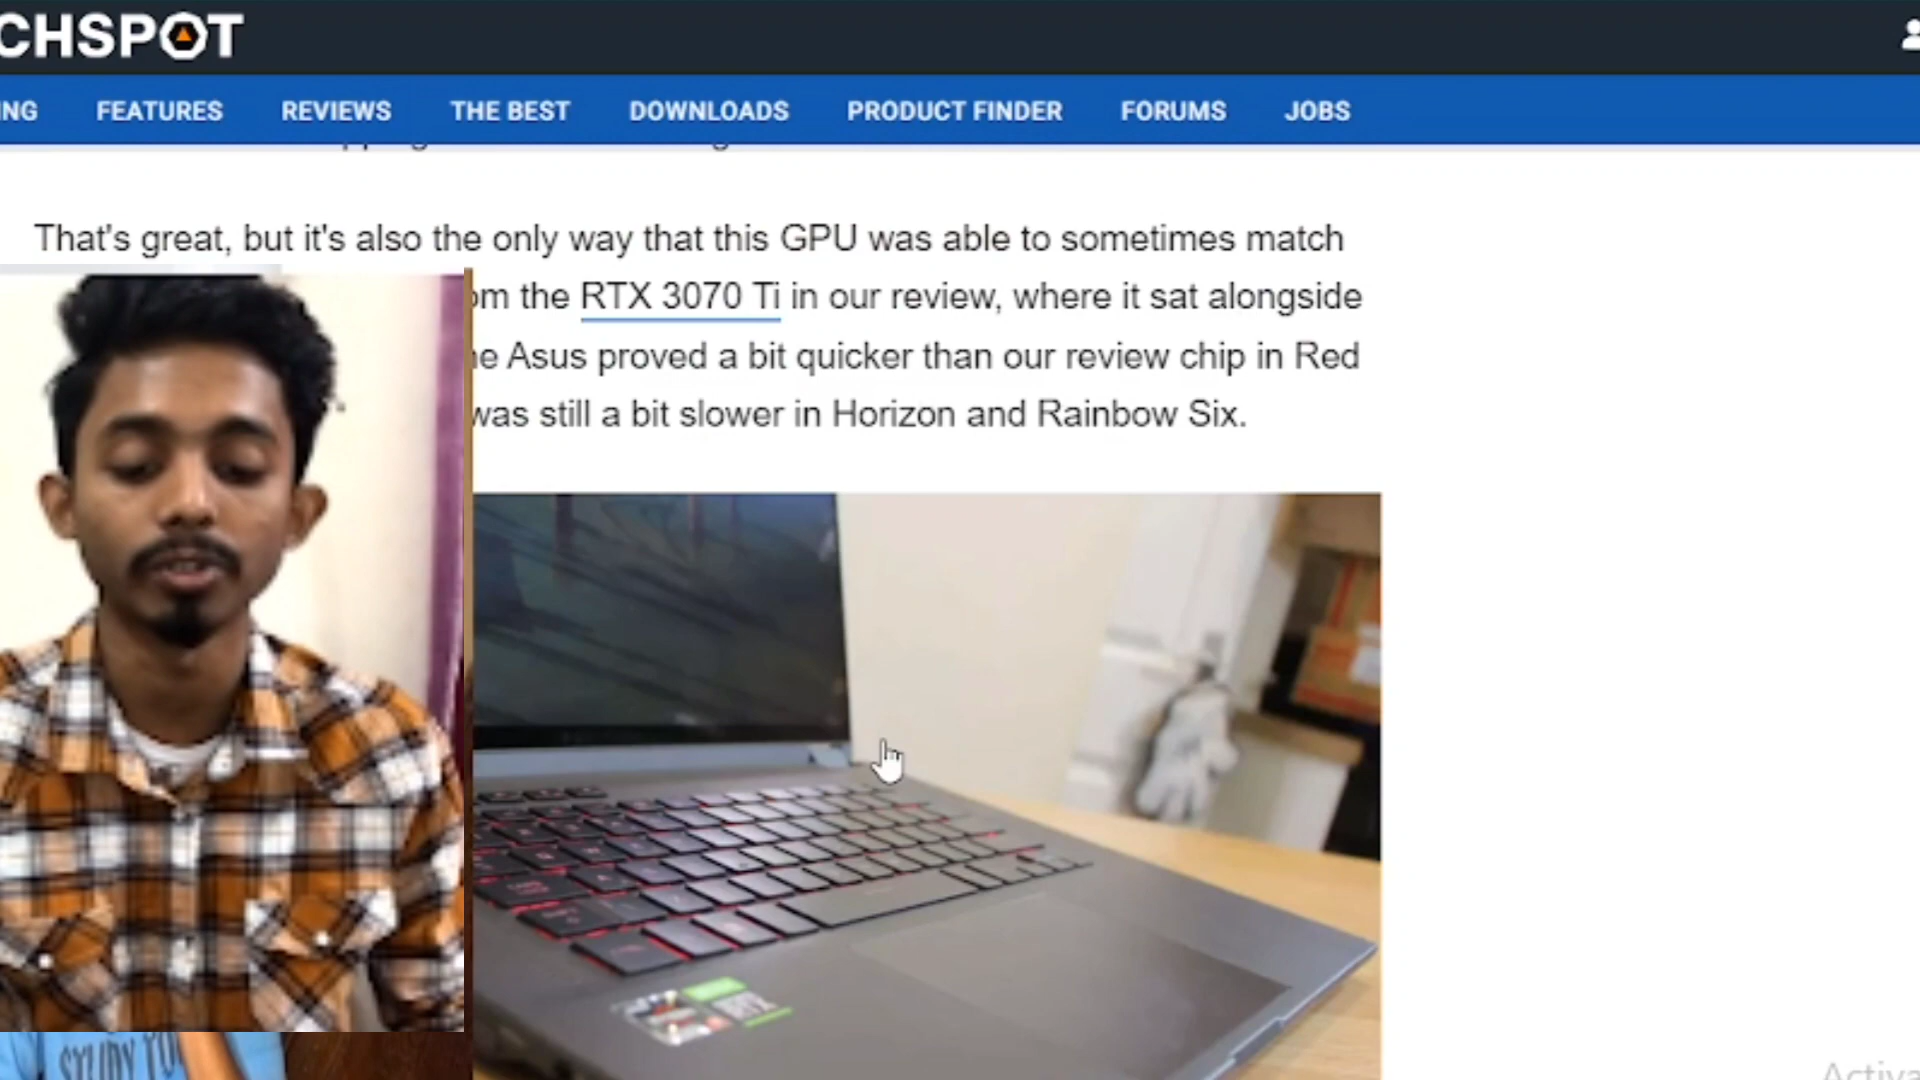 CHSPOT
NG FEATURES REVIEWS THE BEST DOWNLOADS PRODUCT FINDER FORUMS JOBS
That's great, but it's also the only way that this GPU was able to sometimes match
om the RTX 3070 Ti in our review, where it sat alongside
e Asus proved a bit quicker than our review chip in Red
was still a bit slower in Horizon and Rainbow Six.
RTX
STUDY
Activa